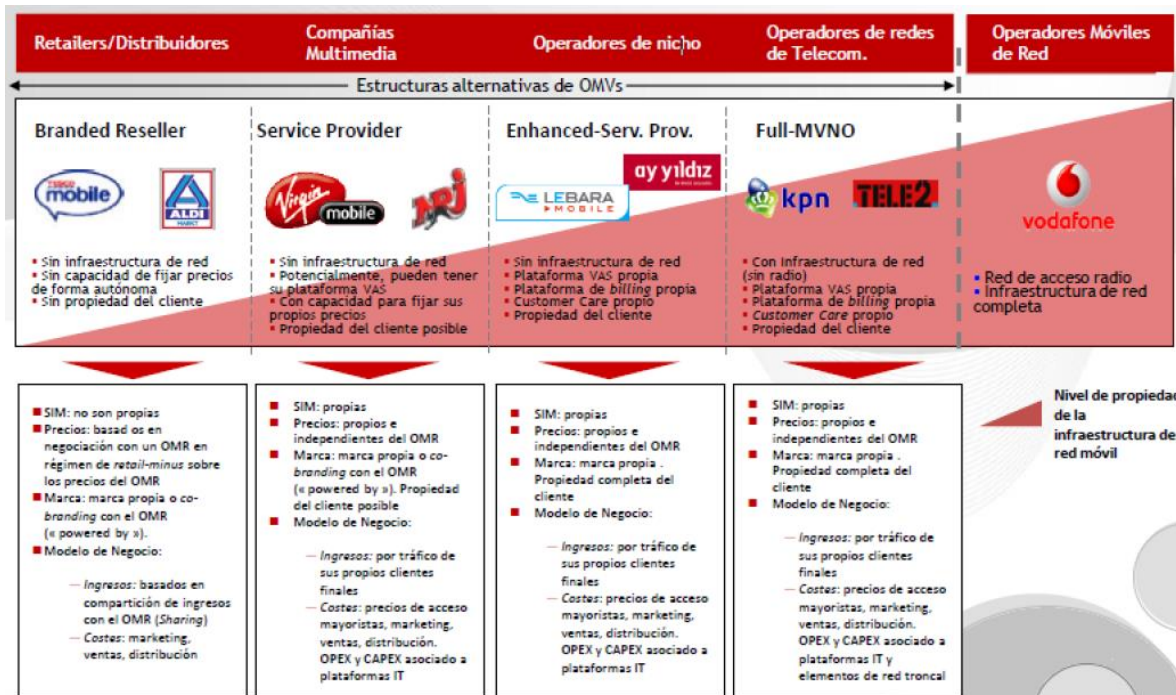 Retailers/Distribuidores
Compañías
Multimedia
Operadores de nicho
Operadores de redes
de Telecom.
Operadores Móviles
de Red
Estructuras alternativas de OMVs
Branded Reseller
TESCO
mobile
ALDI
MARKT
▪ Sin infraestructura de red
▪ Sin capacidad de fijar precios
de forma autónoma
▪ Sin propiedad del cliente
Service Provider
Virgin
mobile
NRJ
▪ Sin infraestructura de red
▪ Potencialmente, pueden tener
su plataforma VAS
▪ Con capacidad para fijar sus
propios precios
▪ Propiedad del cliente posible
Enhanced-Serv. Prov.
LEBARA
MOBILE
ay yıldız
▪ Sin infraestructura de red
▪ Plataforma VAS propia
▪ Plataforma de billing propia
▪ Customer Care propio
▪ Propiedad del cliente
Full-MVNO
kpn
TELE2
▪ Con Infraestructura de red
(sin radio)
▪ Plataforma VAS propia
▪ Plataforma de billing propia
▪ Customer Care propio
▪ Propiedad del cliente
vodafone
▪ Red de acceso radio
▪ Infraestructura de red
completa
■ SIM: no son propias
■ Precios: basad os en
negociación con un OMR en
régimen de retail-minus sobre
los precios del OMR
■ Marca: marca propia o co-
branding con el OMR
(« powered by »).
■ Modelo de Negocio:
— Ingresos: basados en
compartición de ingresos
con el OMR (Sharing)
— Costes: marketing,
ventas, distribución
■ SIM: propias
■ Precios: propios e
independientes del OMR
■ Marca: marca propia o co-
branding con el OMR
(« powered by »). Propiedad
del cliente posible
■ Modelo de Negocio:
— Ingresos: por tráfico de
sus propios clientes
finales
— Costes: precios de acceso
mayoristas, marketing,
ventas, distribución.
OPEX y CAPEX asociado a
plataformas IT
■ SIM: propias
■ Precios: propios e
independientes del OMR
■ Marca: marca propia .
Propiedad completa del
cliente
■ Modelo de Negocio:
— Ingresos: por tráfico de
sus propios clientes
finales
— Costes: precios de acceso
mayoristas, marketing,
ventas, distribución.
OPEX y CAPEX asociado a
plataformas IT
■ SIM: propias
■ Precios: propios e
independientes del OMR
■ Marca: marca propia .
Propiedad completa del
cliente
■ Modelo de Negocio:
— Ingresos: por tráfico de
sus propios clientes
finales
— Costes: precios de acceso
mayoristas, marketing,
ventas, distribución.
OPEX y CAPEX asociado a
plataformas IT y
elementos de red troncal
Nivel de propiedad
de la
infraestructura de
red móvil